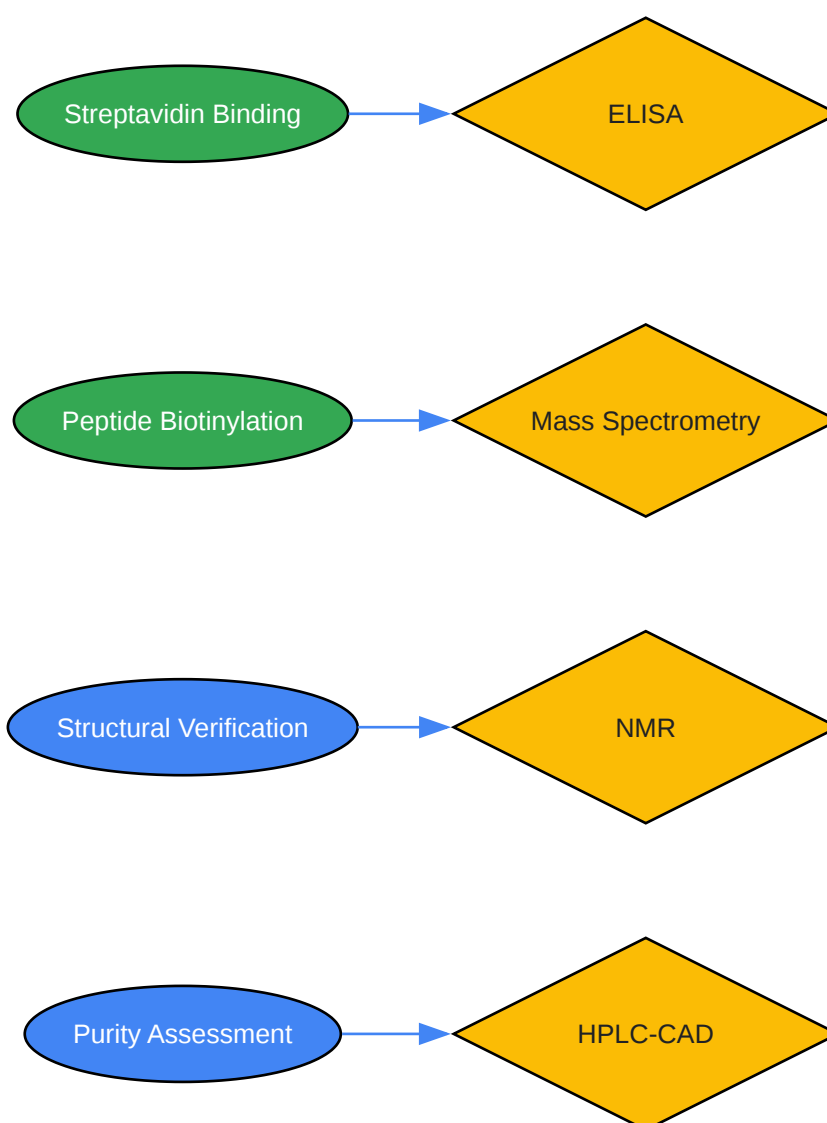 Streptavidin Binding
ELISA
Peptide Biotinylation
Mass Spectrometry
Structural Verification
NMR
Purity Assessment
HPLC-CAD